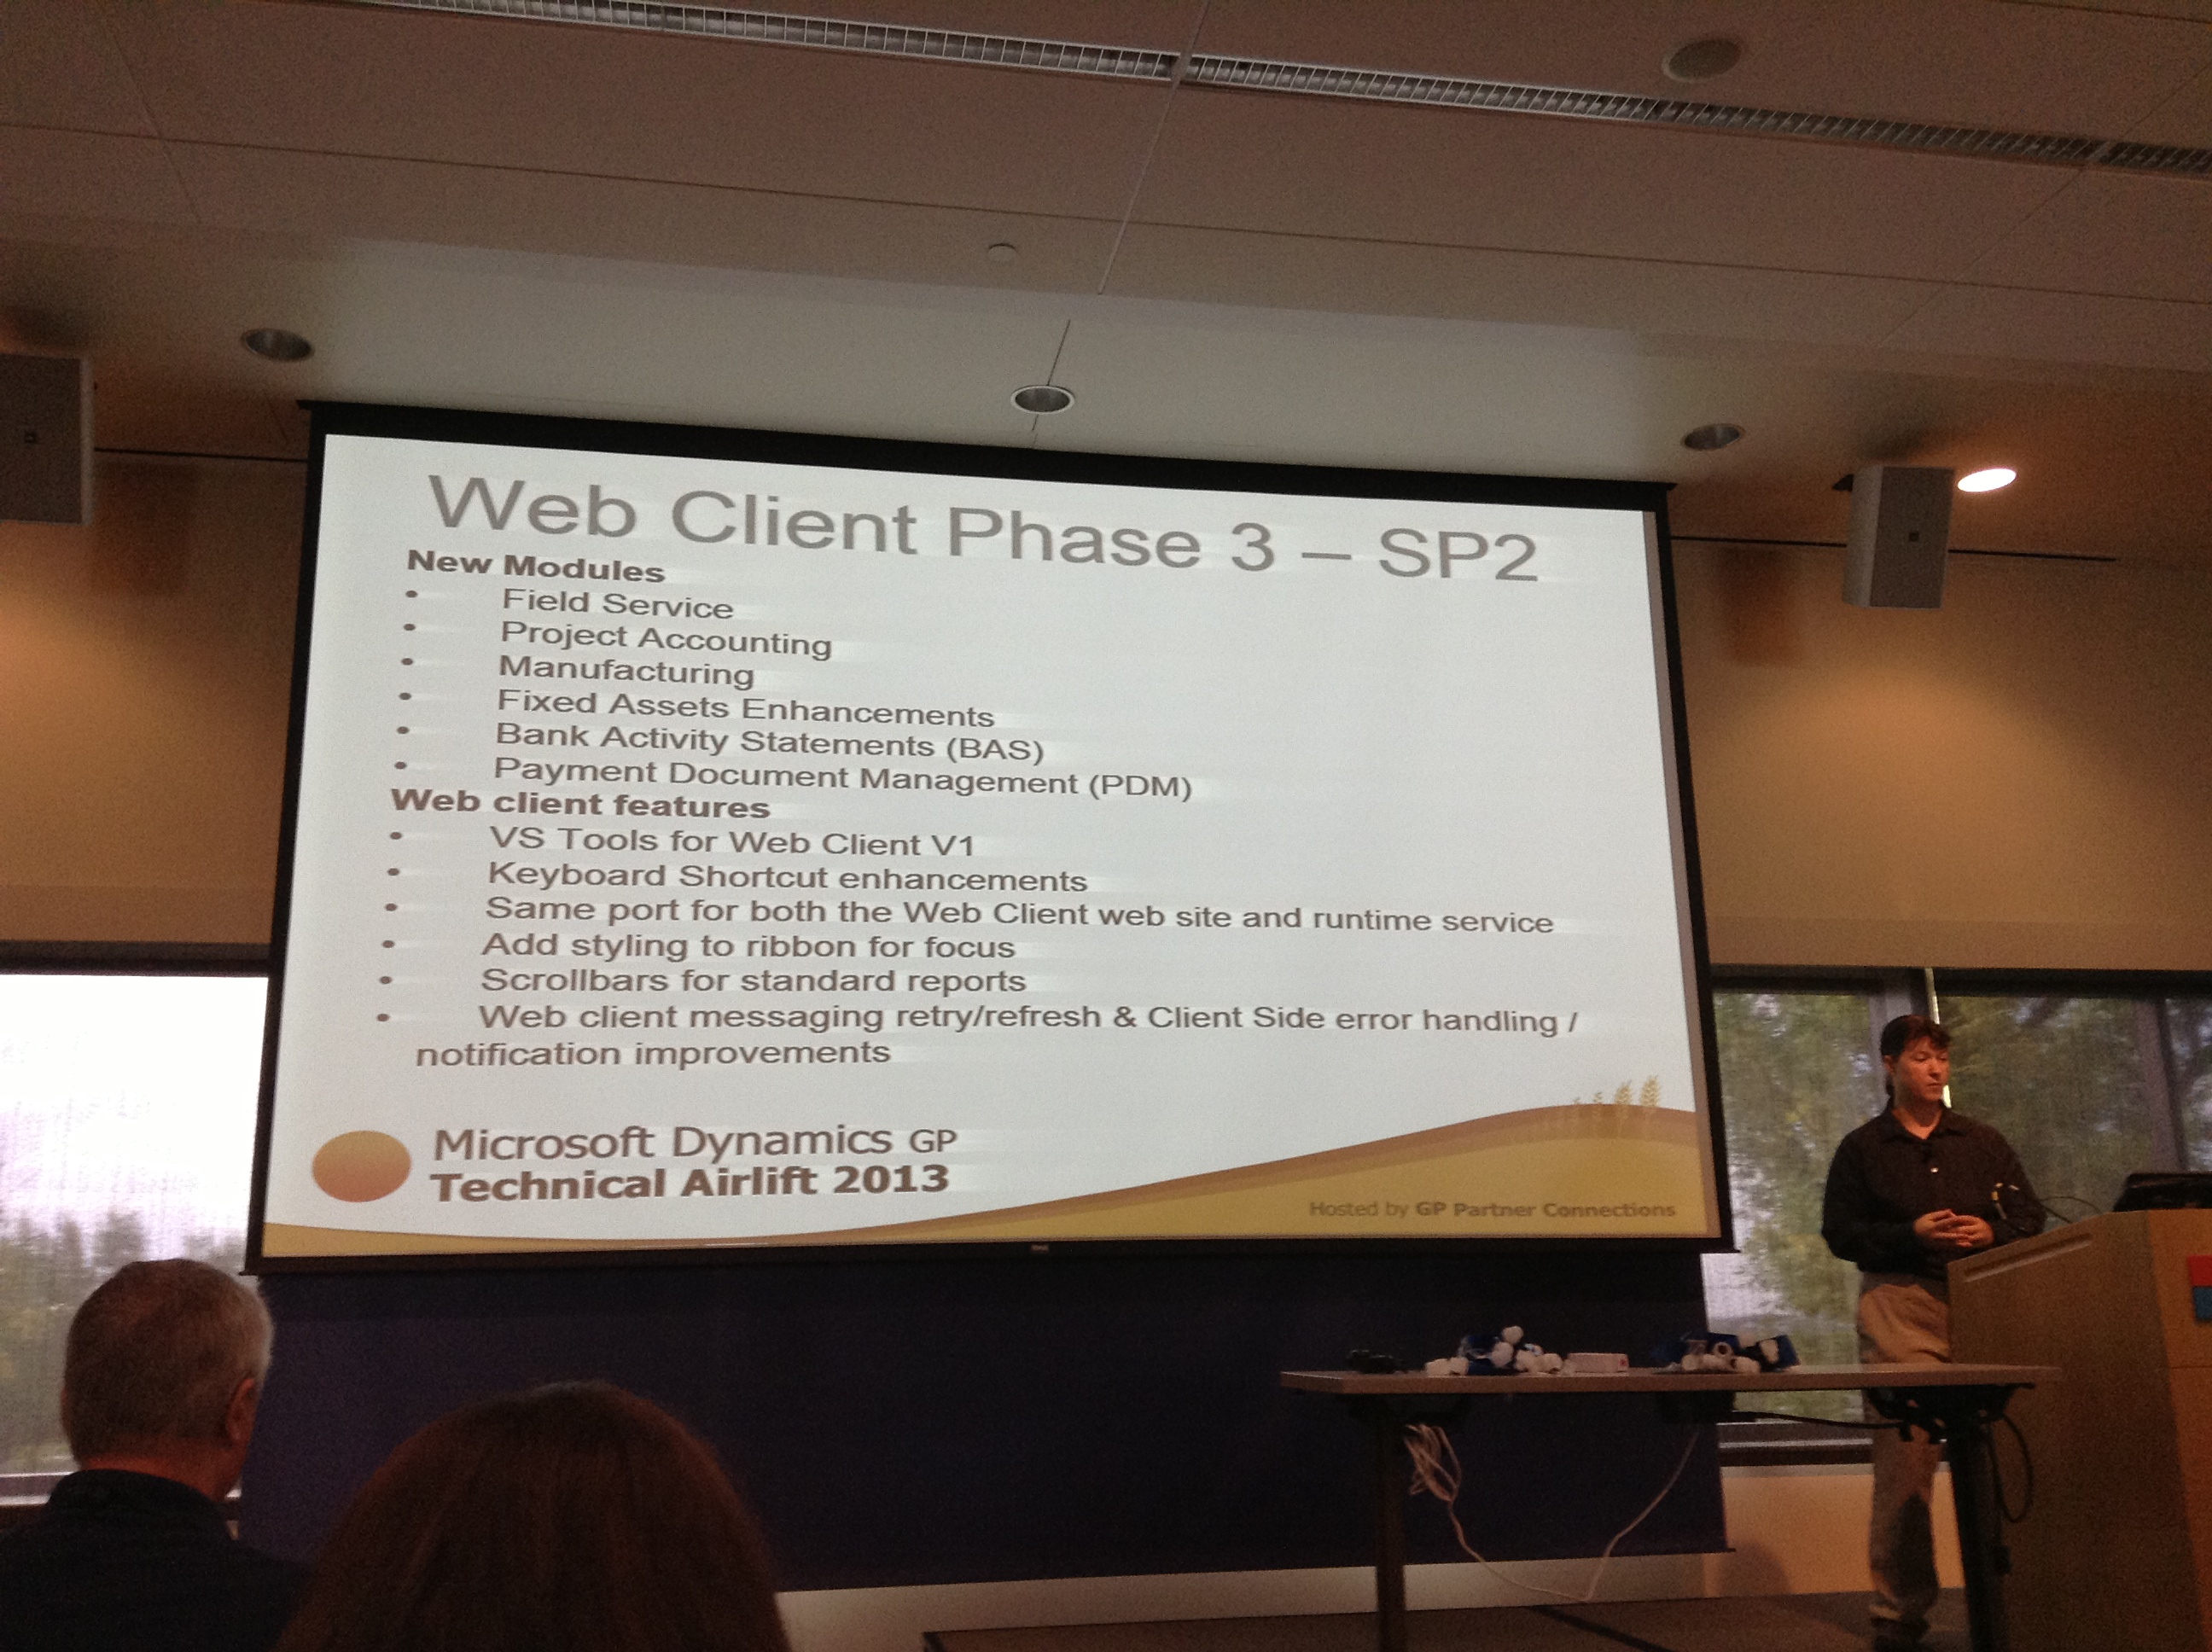 Web Client Phase 3 – SP2
New Modules
• Field Service
• Project Accounting
• Manufacturing
• Fixed Assets Enhancements
• Bank Activity Statements (BAS)
• Payment Document Management (PDM)
Web client features
• VS Tools for Web Client V1
• Keyboard Shortcut enhancements
• Same port for both the Web Client web site and runtime service
• Add styling to ribbon for focus
• Scrollbars for standard reports
• Web client messaging retry/refresh & Client Side error handling /
notification improvements
Microsoft Dynamics GP
Technical Airlift 2013
Hosted by GP Partner Connections